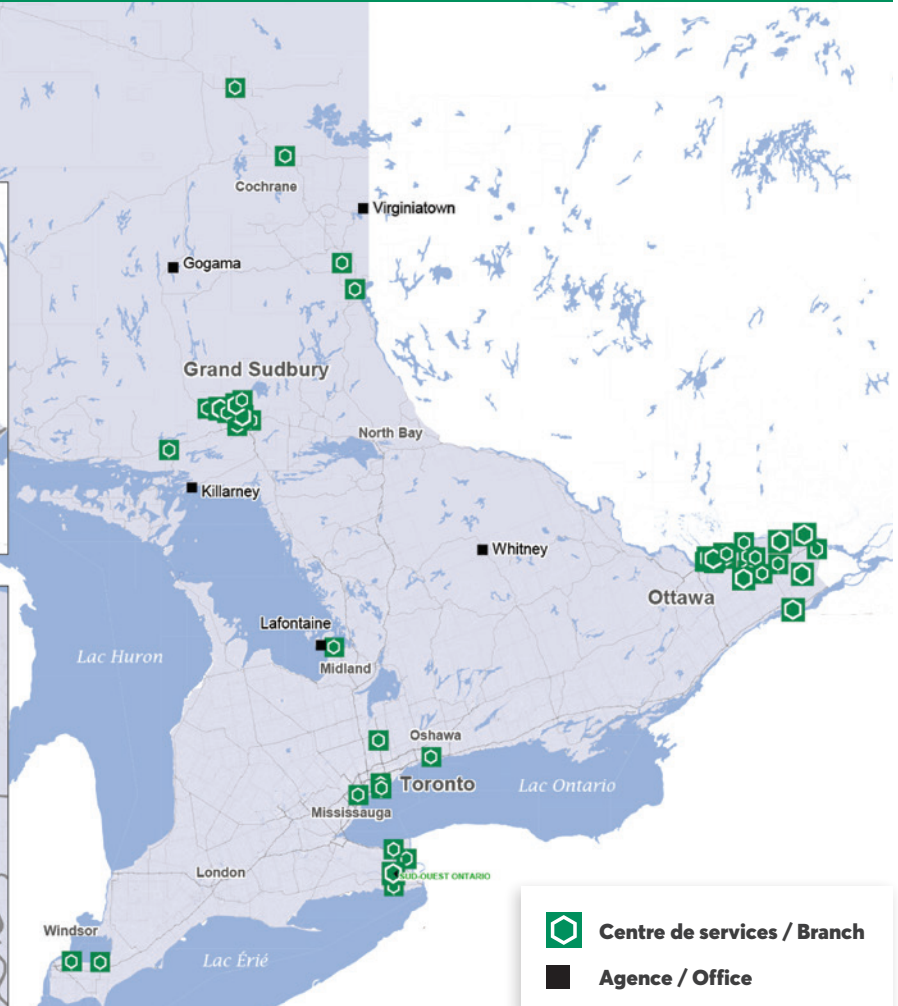 Cochrane
Virginiatown
Gogama
Grand Sudbury
North Bay
Killarney
Whitney
Ottawa
Lafontaine
Lac Huron
Midland
Oshawa
Toronto
Lac Ontario
Mississauga
London
SUD-OUEST ONTARIO
Windsor
Lac Érié
Centre de services / Branch
Agence / Office